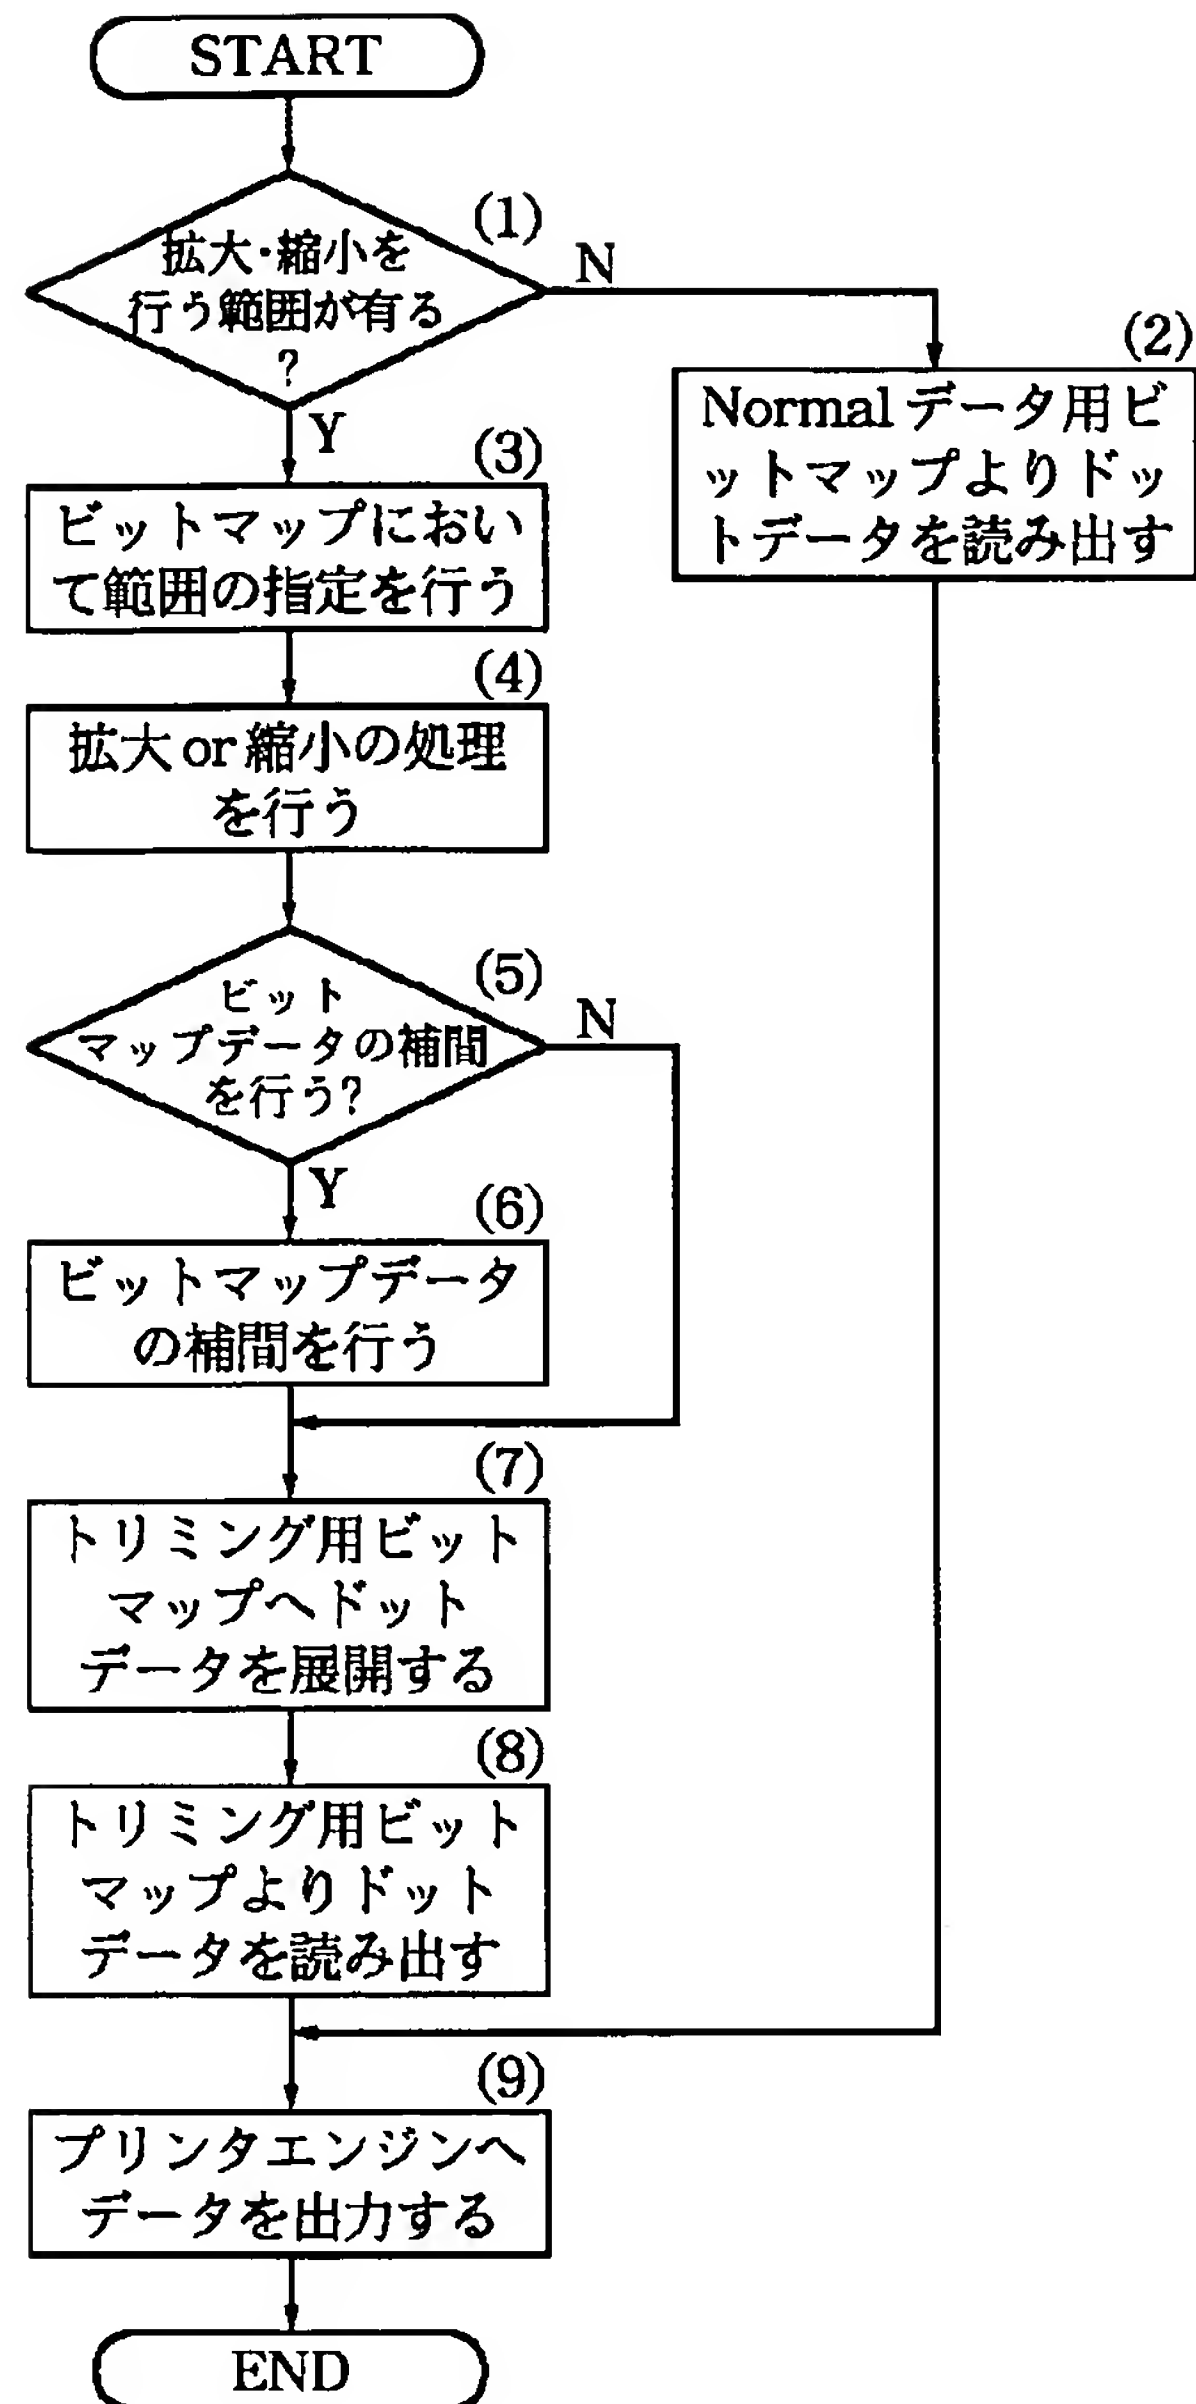 START
(1)
拡大・縮小を
行う範囲が有る
?
N
Y
(2)
Normalデータ用ビ
ットマップよりドッ
トデータを読み出す
(3)
ビットマップにおい
て範囲の指定を行う
(4)
拡大or縮小の処理
を行う
(5)
ビット
マップデータの補間
を行う?
N
Y
(6)
ビットマップデータ
の補間を行う
(7)
トリミング用ビット
マップへドット
データを展開する
(8)
トリミング用ビット
マップよりドット
データを読み出す
(9)
プリンタエンジンへ
データを出力する
END